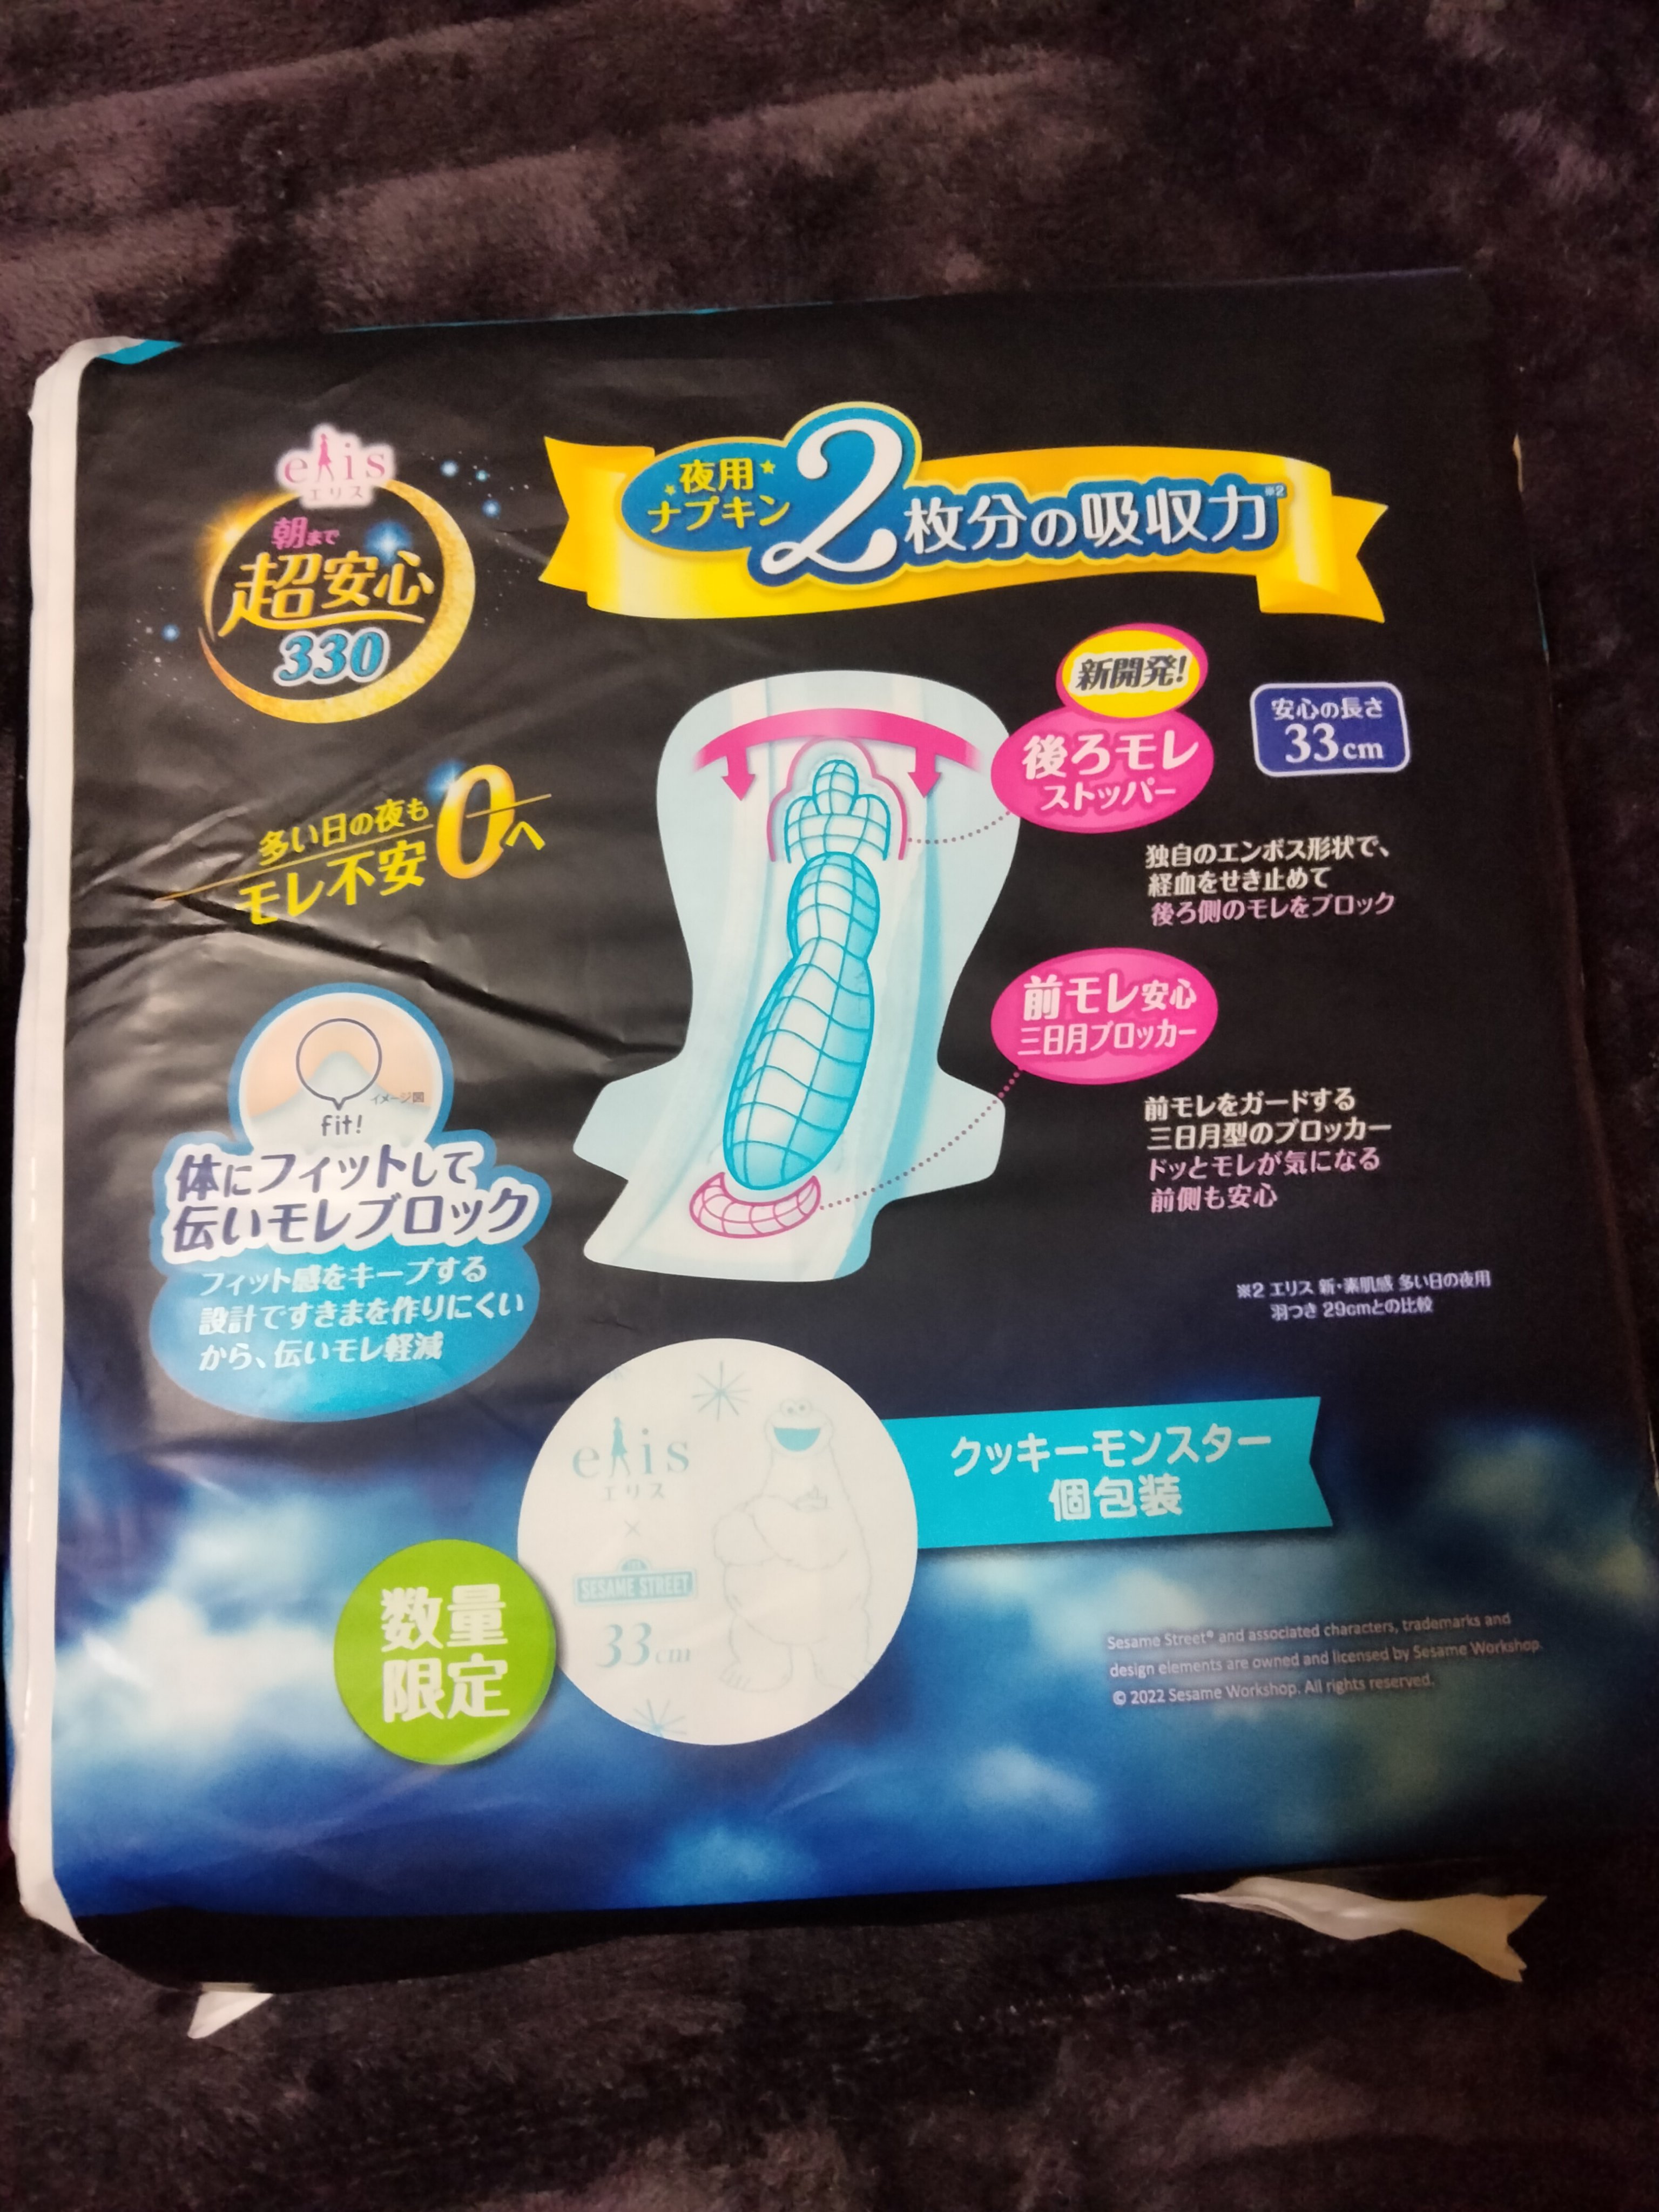 elis
エリス
朝まで
超安心
330
夜用
ナプキン
2枚分の吸収力※2
多い日の夜も
モレ不安0へ
新開発!
後ろモレ
ストッパー
安心の長さ
33cm
独自のエンボス形状で、
経血をせき止めて
後ろ側のモレをブロック
前モレ安心
三日月ブロッカー
前モレをガードする
三日月型のブロッカー
ドッとモレが気になる
前側も安心
イメージ図
fit!
体にフィットして
伝いモレブロック
フィット感をキープする
設計ですきまを作りにくい
から、伝いモレ軽減
※2 エリス 新・素肌感 多い日の夜用
羽つき 29cmとの比較
elis
エリス
×
SESAME STREET
33cm
クッキーモンスター
個包装
数量
限定
Sesame Street® and associated characters, trademarks and
design elements are owned and licensed by Sesame Workshop.
© 2022 Sesame Workshop. All rights reserved.